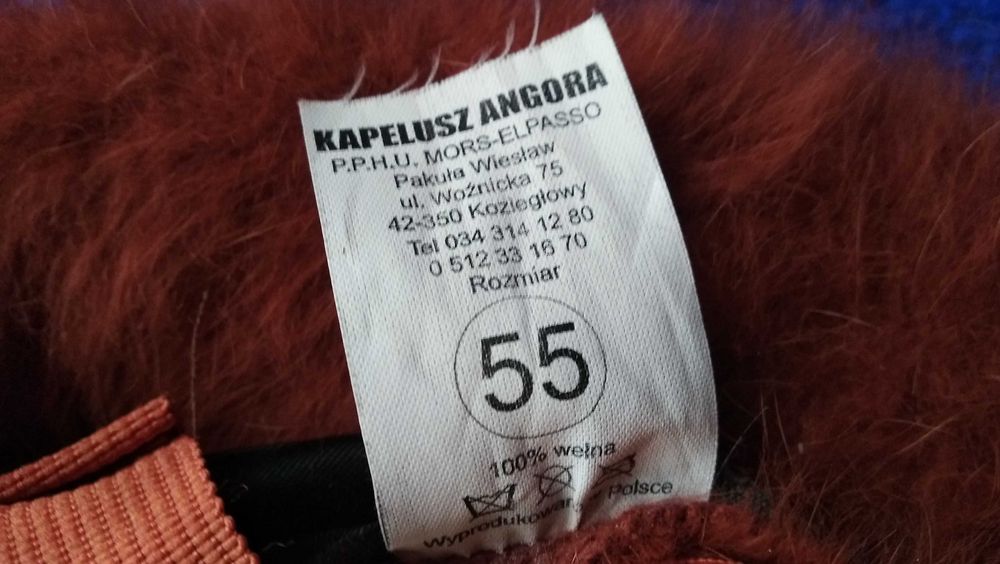 KAPELUSZ ANGORA
P.P.H.U. MORS-ELPASSO
Pakuła Wiesław
ul. Woźnicka 75
42-350 Koziegłowy
Tel 034 314 12 80
0 512 33 16 70
Rozmiar
55
100% wełna
Wyprodukowano w Polsce